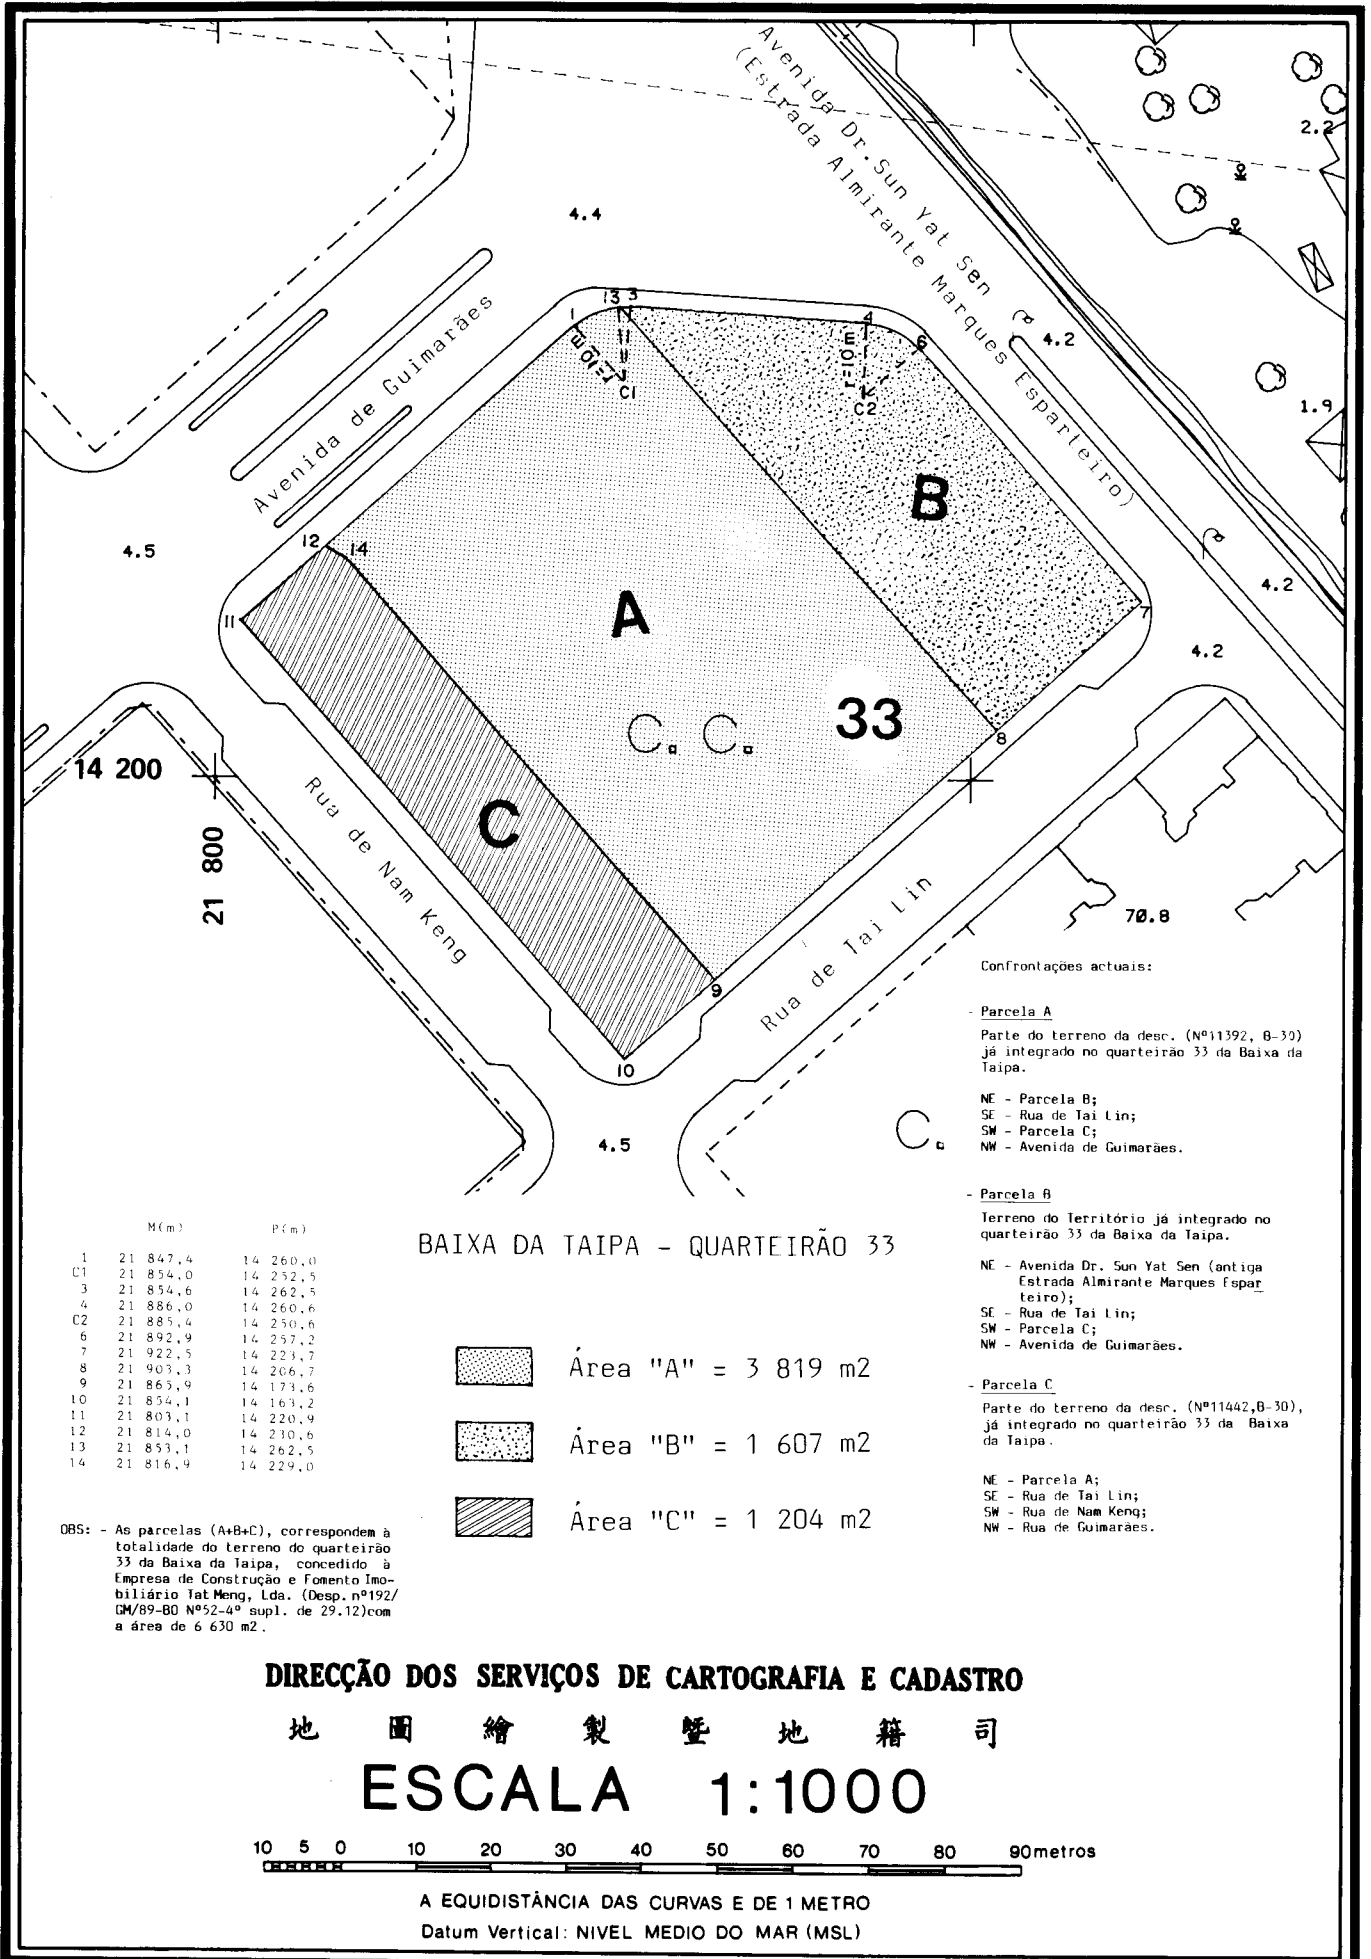 Avenida Dr. Sun Yat Sen
(Estrada Almirante Marques Esparteiro)
2.2
4.4
13 3
1
4
6
r=10 m
C1
r=10 m
C2
4.2
1.9
Avenida de Guimarães
B
4.5
12
14
4.2
A
7
11
4.2
33
C. C.
8
14 200
21 800
Rua de Nam Keng
C
70.8
Rua de Tai Lin
9
10
4.5
C.
Confrontações actuais:
- Parcela A
Parte do terreno da desc. (Nº11392, B-30)
já integrado no quarteirão 33 da Baixa da
Taipa.
NE - Parcela B;
SE - Rua de Tai Lin;
SW - Parcela C;
NW - Avenida de Guimarães.
- Parcela B
Terreno do Território já integrado no
quarteirão 33 da Baixa da Taipa.
NE - Avenida Dr. Sun Yat Sen (antiga
Estrada Almirante Marques Espar
teiro);
SE - Rua de Tai Lin;
SW - Parcela C;
NW - Avenida de Guimarães.
- Parcela C
Parte do terreno da desc. (Nº11442,B-30),
já integrado no quarteirão 33 da Baixa
da Taipa.
NE - Parcela A;
SE - Rua de Tai Lin;
SW - Rua de Nam Keng;
NW - Rua de Guimarães.
M(m) P(m)
1 21 847,4 14 260,0
C1 21 854,0 14 252,5
3 21 854,6 14 262,5
4 21 886,0 14 260,6
C2 21 885,4 14 250,6
6 21 892,9 14 257,2
7 21 922,5 14 223,7
8 21 903,3 14 206,7
9 21 865,9 14 173,6
10 21 854,1 14 163,2
11 21 803,1 14 220,9
12 21 814,0 14 230,6
13 21 853,1 14 262,5
14 21 816,9 14 229,0
BAIXA DA TAIPA - QUARTEIRÃO 33
Área "A" = 3 819 m2
Área "B" = 1 607 m2
Área "C" = 1 204 m2
OBS: - As parcelas (A+B+C), correspondem à
totalidade do terreno do quarteirão
33 da Baixa da Taipa, concedido à
Empresa de Construção e Fomento Imo-
biliário Tat Meng, Lda. (Desp. nº192/
GM/89-BO Nº52-4º supl. de 29.12)com
a área de 6 630 m2.
DIRECÇÃO DOS SERVIÇOS DE CARTOGRAFIA E CADASTRO
地圖繪製暨地籍司
ESCALA 1:1000
10 5 0 10 20 30 40 50 60 70 80 90metros
A EQUIDISTÂNCIA DAS CURVAS E DE 1 METRO
Datum Vertical: NIVEL MEDIO DO MAR (MSL)